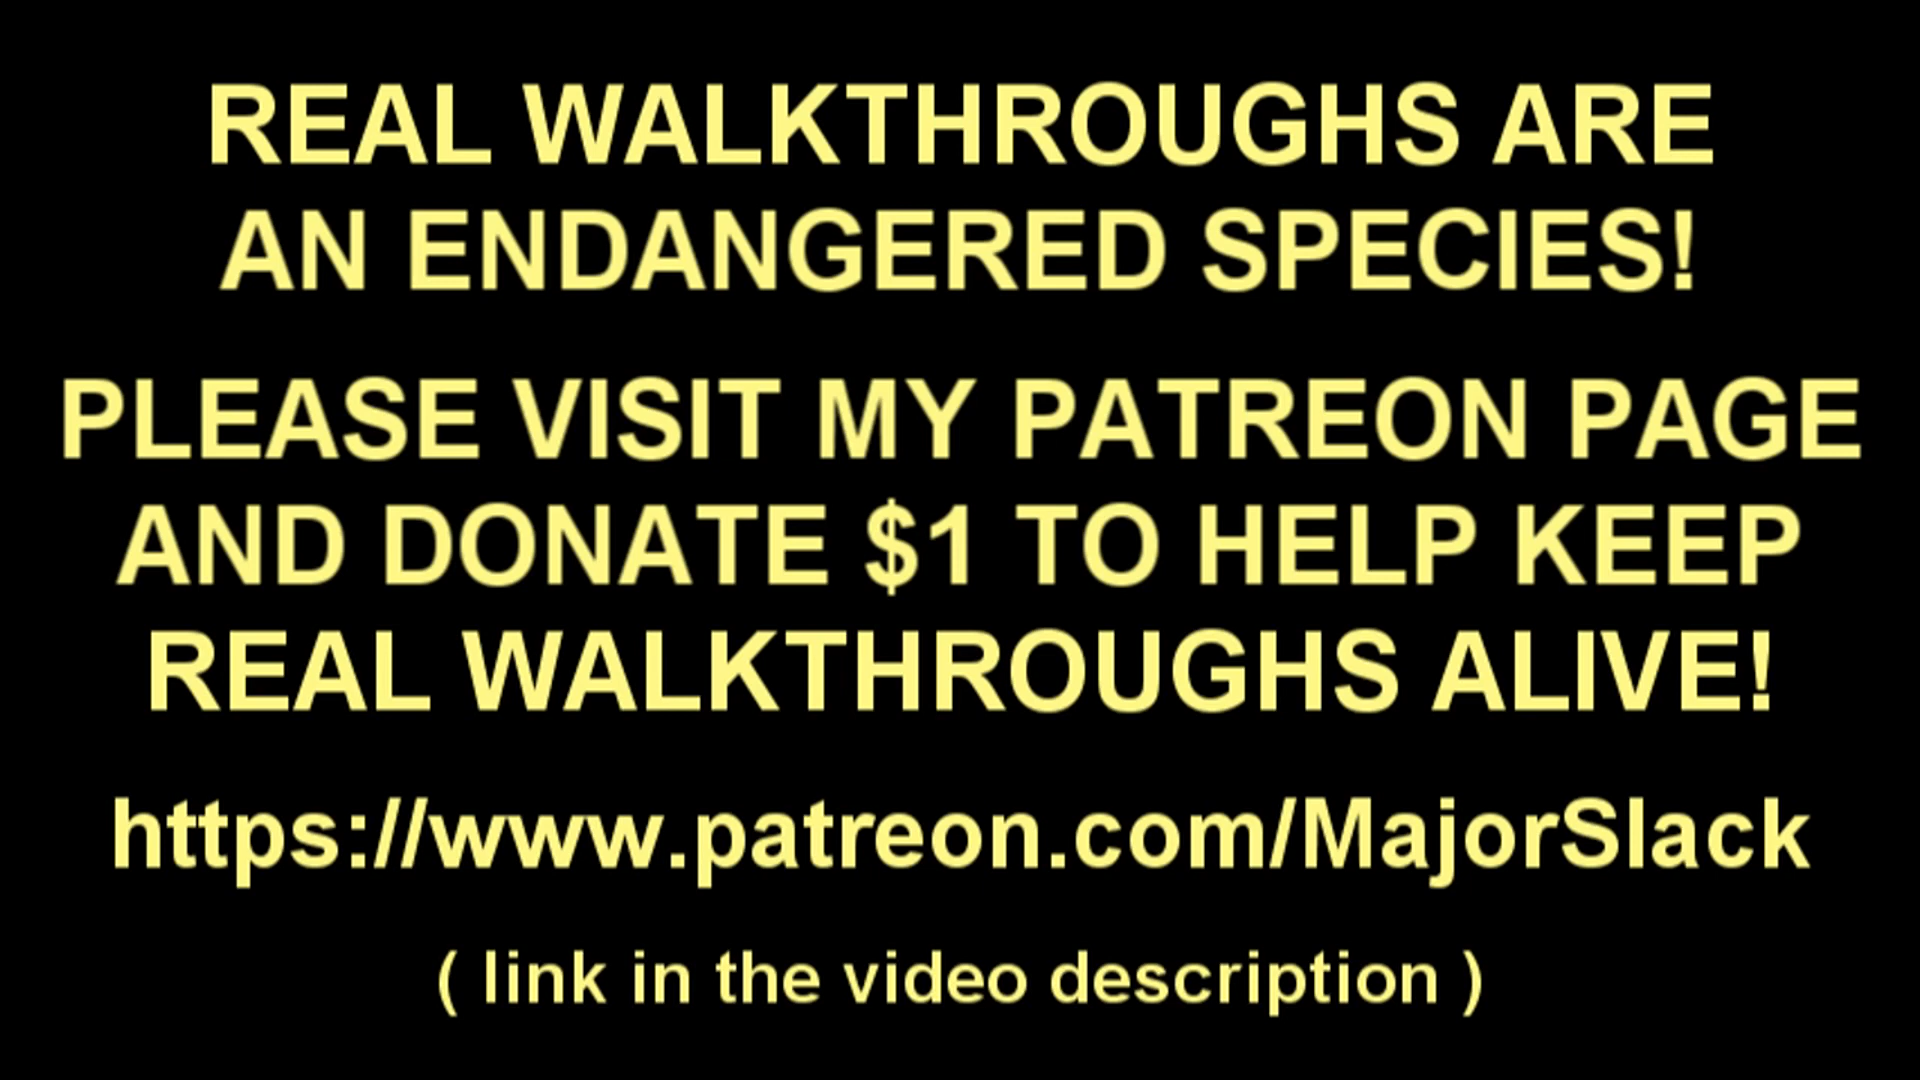 REAL WALKTHROUGHS ARE
AN ENDANGERED SPECIES!
PLEASE VISIT MY PATREON PAGE
AND DONATE $1 TO HELP KEEP
REAL WALKTHROUGHS ALIVE!
https://www.patreon.com/MajorSlack
( link in the video description )